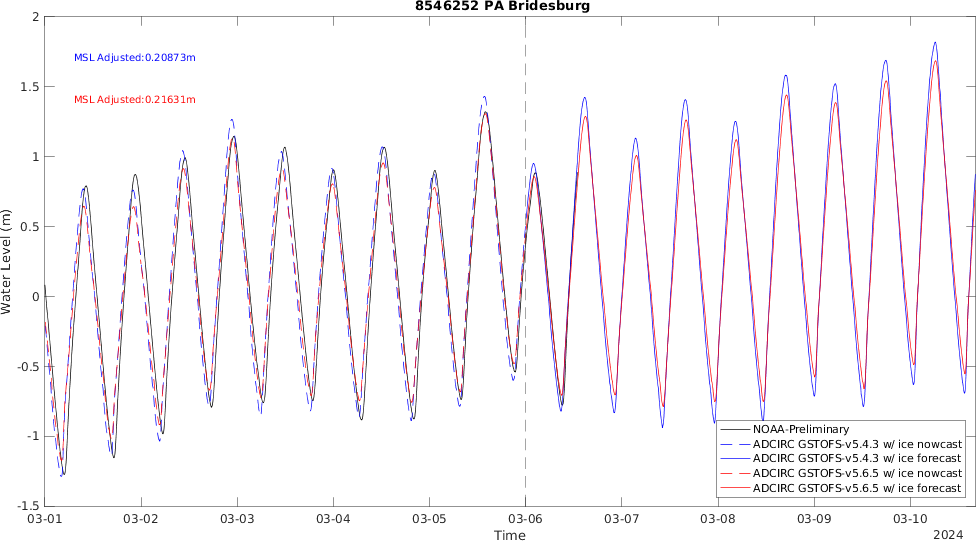 8546252 PA Bridesburg
2
1.5
1
0.5
0
-0.5
-1
-1.5
Water Level (m)
MSL Adjusted:0.20873m
MSL Adjusted:0.21631m
NOAA-Preliminary
ADCIRC GSTOFS-v5.4.3 w/ ice nowcast
ADCIRC GSTOFS-v5.4.3 w/ ice forecast
ADCIRC GSTOFS-v5.6.5 w/ ice nowcast
ADCIRC GSTOFS-v5.6.5 w/ ice forecast
03-01 03-02 03-03 03-04 03-05 03-06 03-07 03-08 03-09 03-10
Time
2024